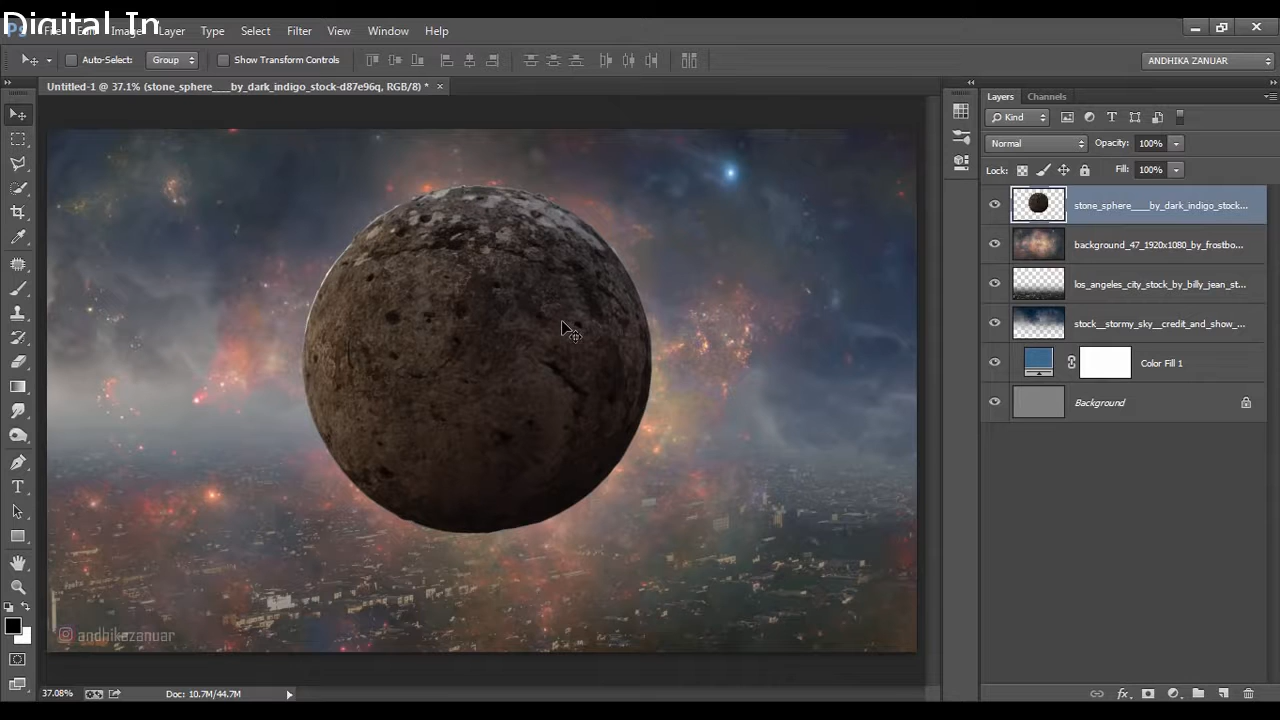 Digital In
File Edit Image Layer Type Select Filter View Window Help
Auto-Select: Group Show Transform Controls ANDHIKA ZANUAR
Untitled-1 @ 37.1% (stone_sphere____by_dark_indigo_stock-d87e96q, RGB/8) * ×
Layers Channels
Kind
Normal Opacity: 100%
Lock: Fill: 100%
stone_sphere____by_dark_indigo_stock...
background_47_1920x1080_by_frostbo...
los_angeles_city_stock_by_billy_jean_st...
stock__stormy_sky__credit_and_show_...
Color Fill 1
Background
andhikazanuar
37.08% Doc: 10.7M/44.7M